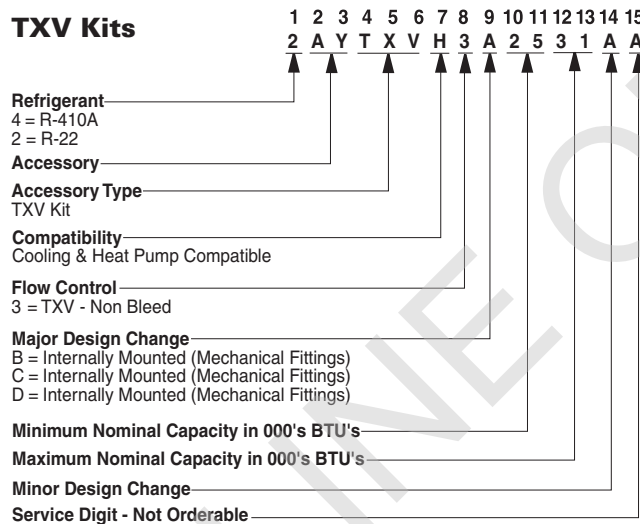 TXV Kits
1 2 3 4 5 6 7 8 9 10 11 12 13 14 15
2 A Y T X V H 3 A 2 5 3 1 A A
Refrigerant
4 = R-410A
2 = R-22
Accessory
Accessory Type
TXV Kit
Compatibility
Cooling & Heat Pump Compatible
Flow Control
3 = TXV - Non Bleed
Major Design Change
B = Internally Mounted (Mechanical Fittings)
C = Internally Mounted (Mechanical Fittings)
D = Internally Mounted (Mechanical Fittings)
Minimum Nominal Capacity in 000's BTU's
Maximum Nominal Capacity in 000's BTU's
Minor Design Change
Service Digit - Not Orderable